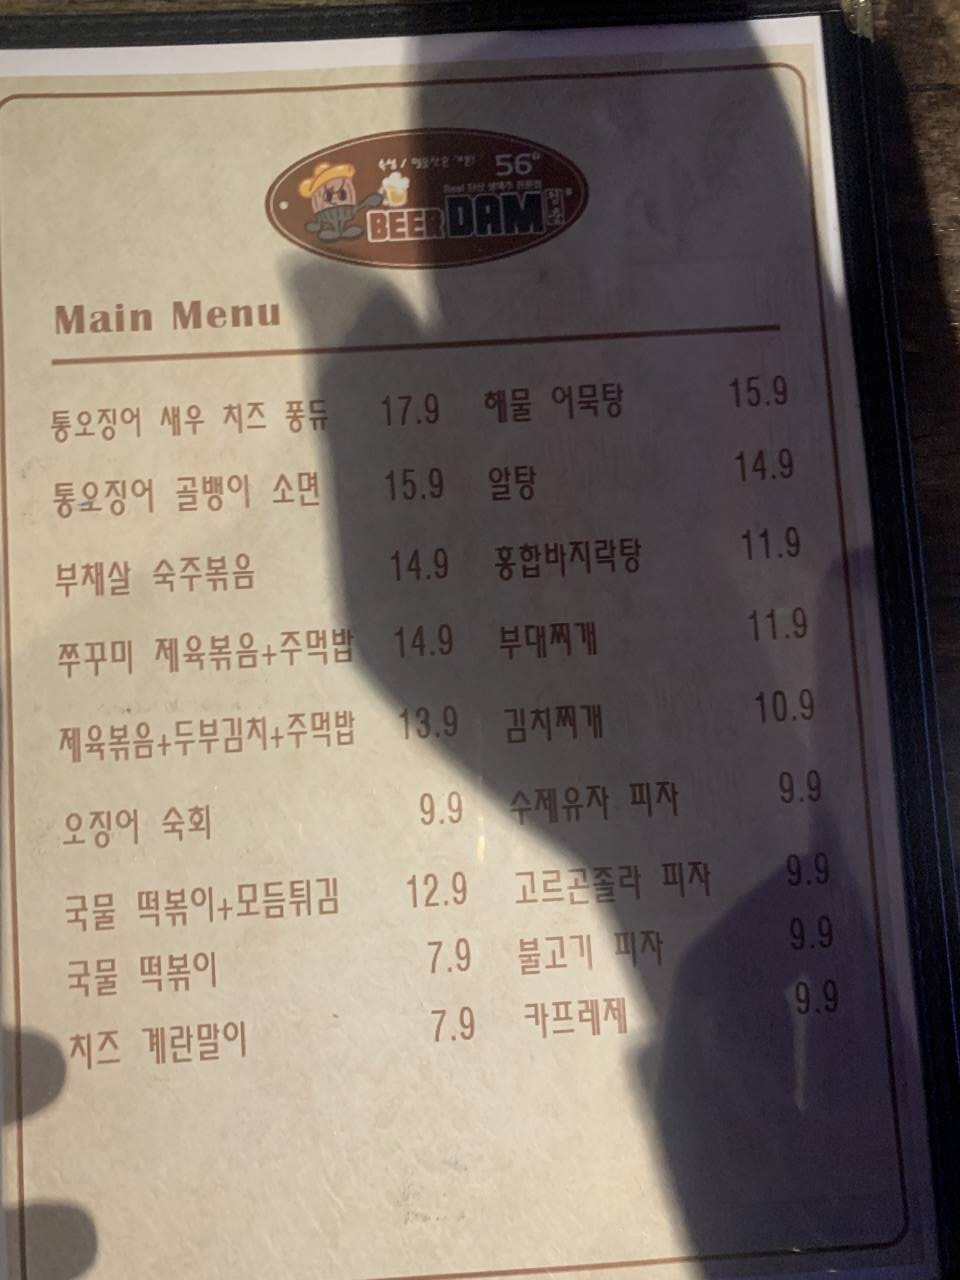 56°
BEER DAM
Main Menu
통오징어 새우 치즈 퐁듀 17.9
통오징어 골뱅이 소면 15.9
부채살 숙주볶음 14.9
쭈꾸미 제육볶음+주먹밥 14.9
제육볶음+두부김치+주먹밥 13.9
오징어 숙회 9.9
국물 떡볶이+모듬튀김 12.9
국물 떡볶이 7.9
치즈 계란말이 7.9
해물 어묵탕 15.9
알탕 14.9
홍합바지락탕 11.9
부대찌개 11.9
김치찌개 10.9
수제유자 피자 9.9
고르곤졸라 피자 9.9
불고기 피자 9.9
카프레제 9.9